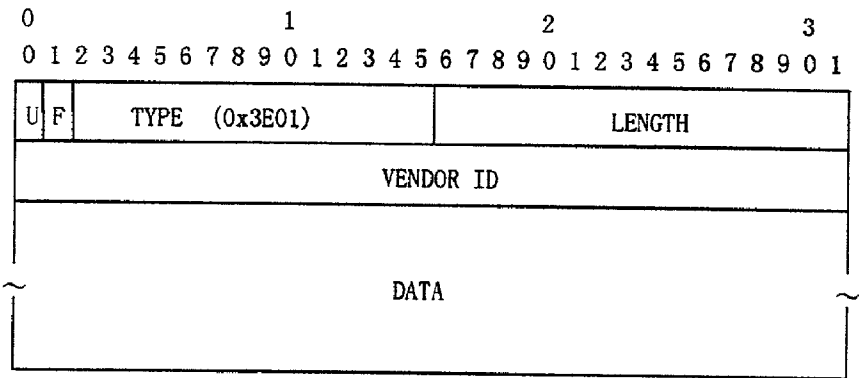 0 1 2 3
0 1 2 3 4 5 6 7 8 9 0 1 2 3 4 5 6 7 8 9 0 1 2 3 4 5 6 7 8 9 0 1
U F TYPE (0x3E01) LENGTH
VENDOR ID
~ DATA ~